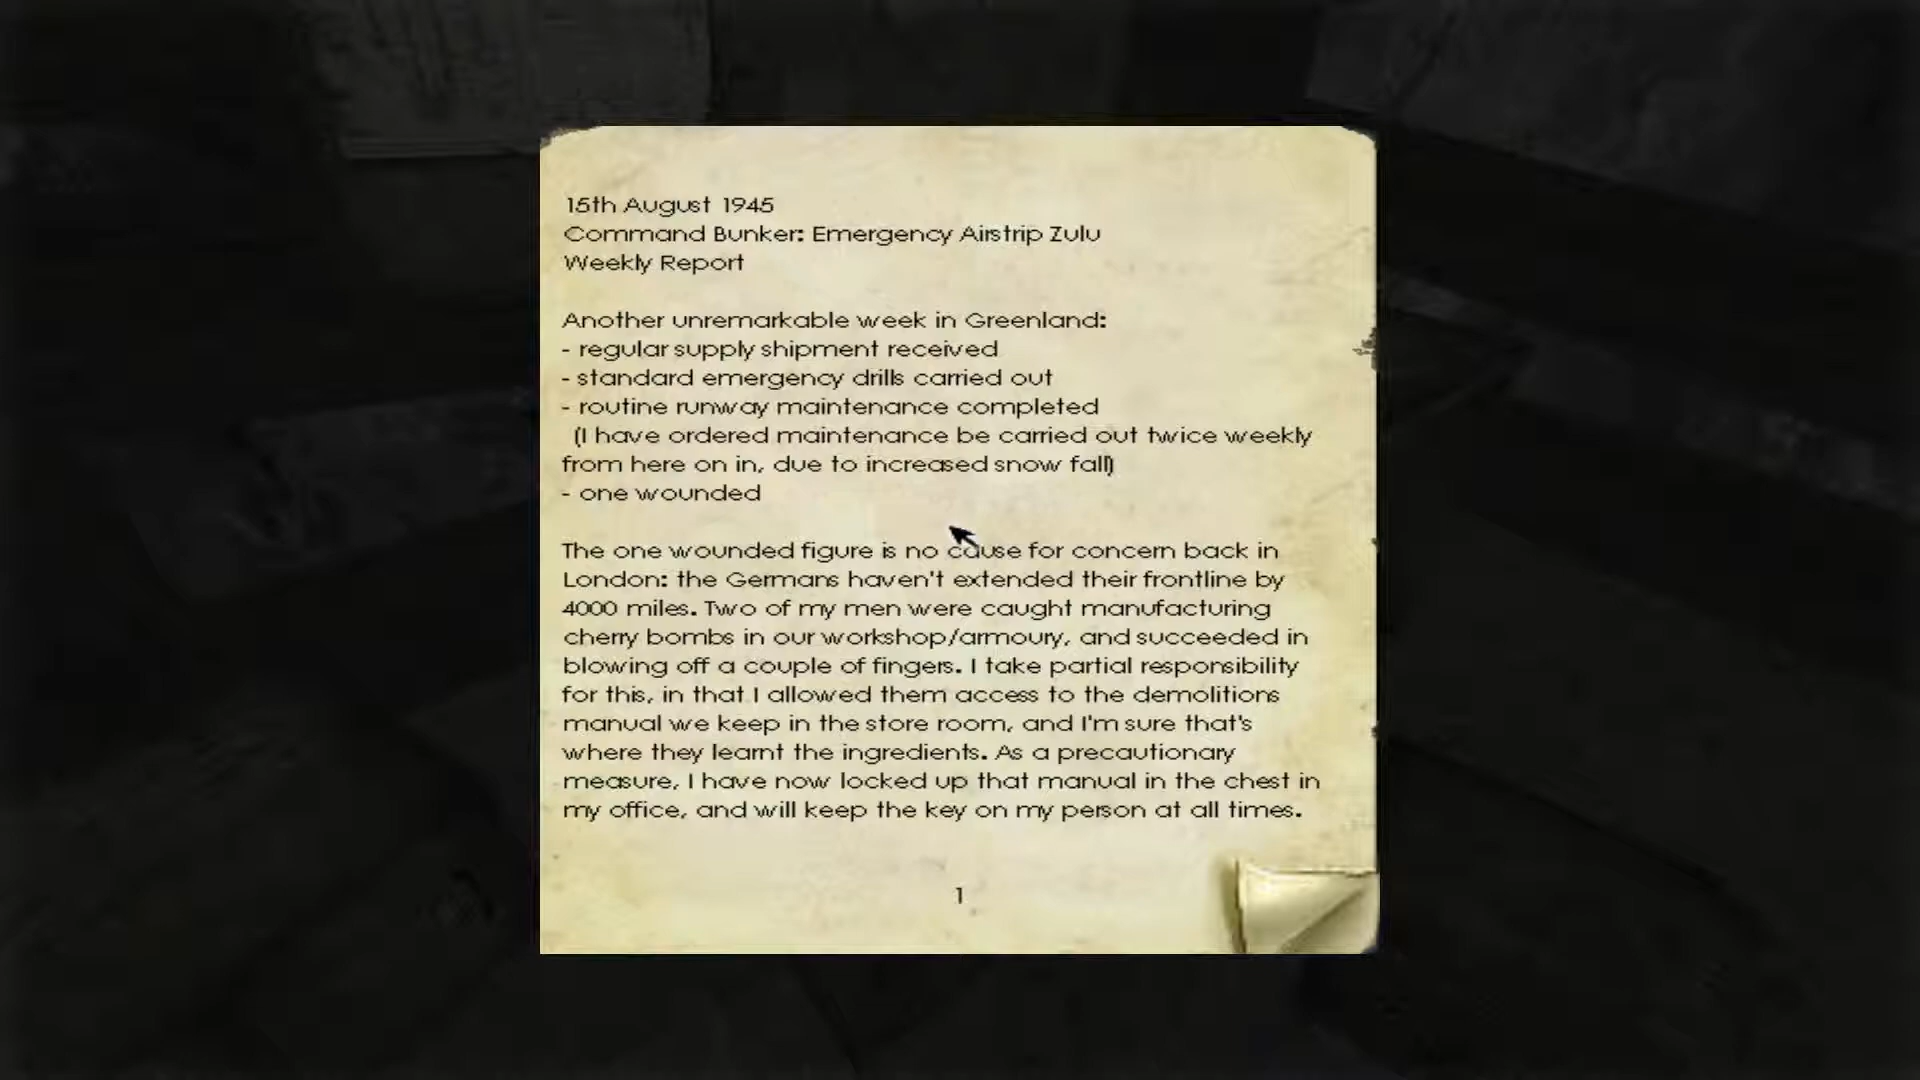 15th August 1945
Command Bunker: Emergency Airstrip Zulu
Weekly Report
Another unremarkable week in Greenland:
- regular supply shipment received
- standard emergency drills carried out
- routine runway maintenance completed
(I have ordered maintenance be carried out twice weekly
from here on in, due to increased snow fall)
- one wounded
The one wounded figure is no cause for concern back in
London: the Germans haven't extended their frontline by
4000 miles. Two of my men were caught manufacturing
cherry bombs in our workshop/armoury, and succeeded in
blowing off a couple of fingers. I take partial responsibility
for this, in that I allowed them access to the demolitions
manual we keep in the store room, and I'm sure that's
where they learnt the ingredients. As a precautionary
measure, I have now locked up that manual in the chest in
my office, and will keep the key on my person at all times.
1